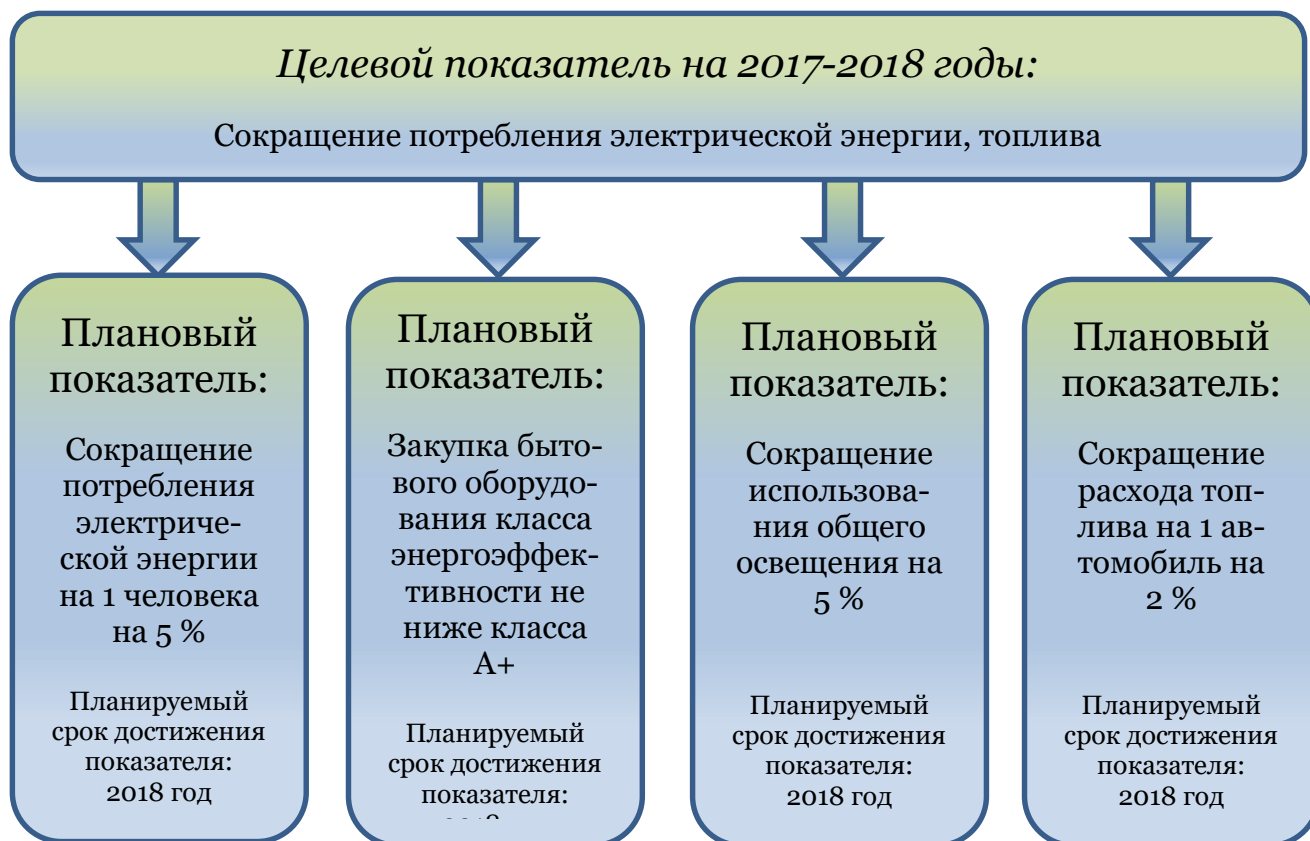 Целевой показатель на 2017-2018 годы:
Сокращение потребления электрической энергии, топлива
Плановый
показатель:
Сокращение
потребления
электриче-
ской энергии
на 1 человека
на 5 %
Планируемый
срок достижения
показателя:
2018 год
Плановый
показатель:
Закупка быто-
вого оборудо-
вания класса
энергоэффек-
тивности не
ниже класса
А+
Планируемый
срок достижения
показателя:
Плановый
показатель:
Сокращение
использова-
ния общего
освещения на
5 %
Планируемый
срок достижения
показателя:
2018 год
Плановый
показатель:
Сокращение
расхода топ-
лива на 1 ав-
томобиль на
2 %
Планируемый
срок достижения
показателя:
2018 год